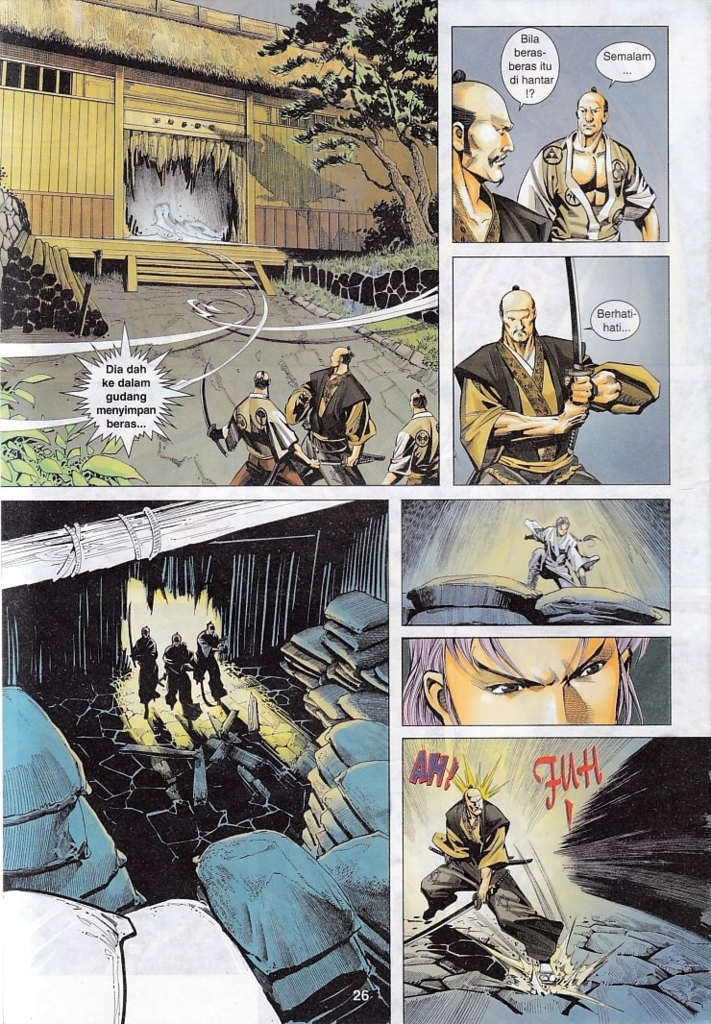 Dia dah
ke dalam
gudang
menyimpan
beras...
Bila
beras-
beras itu
di hantar
!?
Semalam
...
Berhati-
hati...
AH!
FUH
!
26